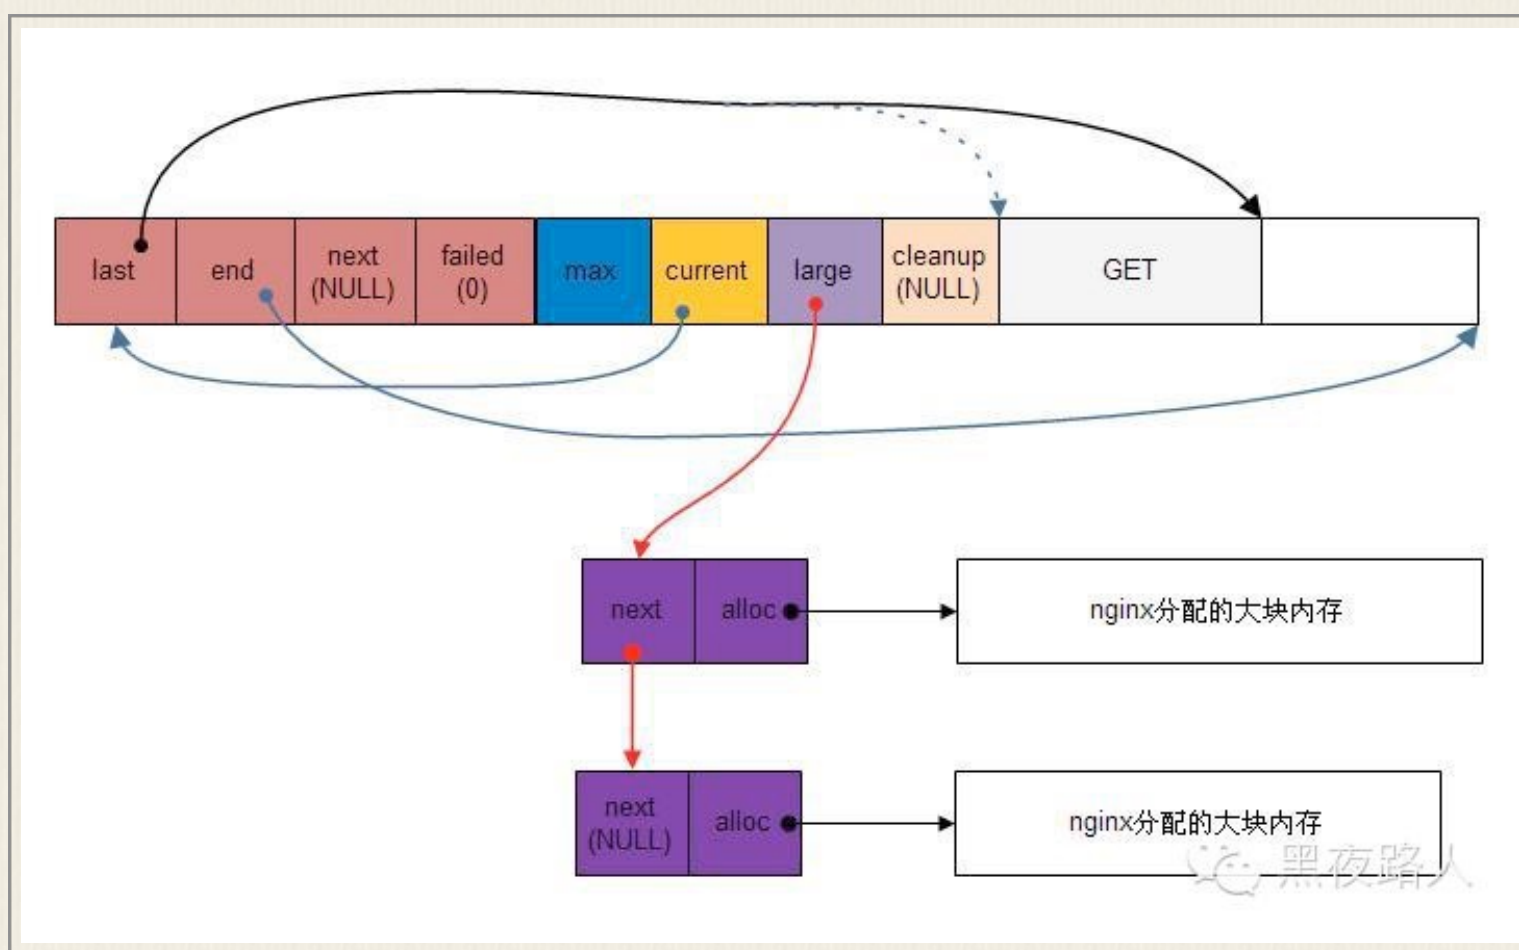 last
end
next
(NULL)
failed
(0)
max
current
large
cleanup
(NULL)
GET
next
alloc
nginx分配的大块内存
next
(NULL)
alloc
nginx分配的大块内存
黑夜路人